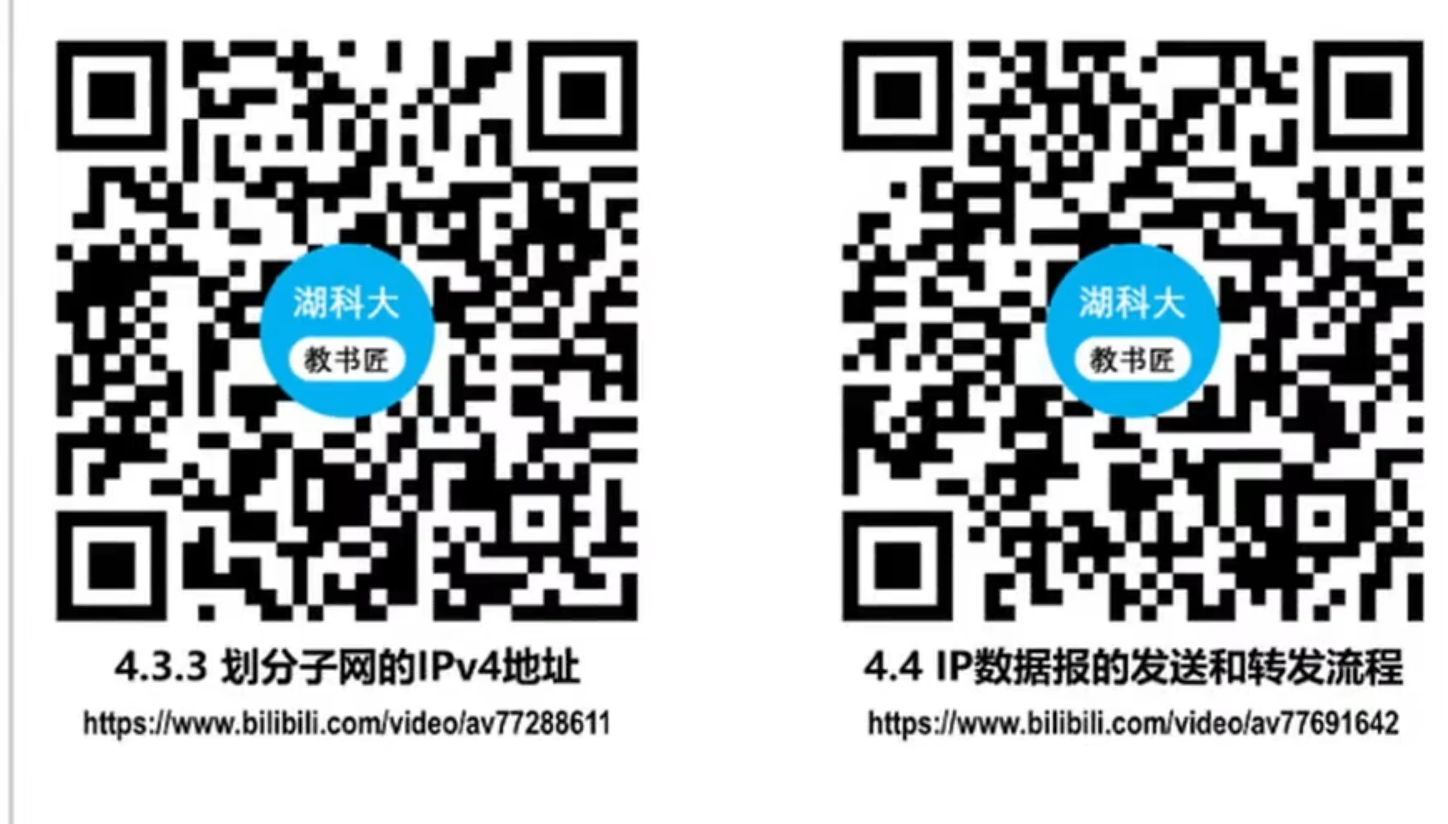 湖科大
教书匠
4.3.3 划分子网的IPv4地址
https://www.bilibili.com/video/av77288611
湖科大
教书匠
4.4 IP数据报的发送和转发流程
https://www.bilibili.com/video/av77691642